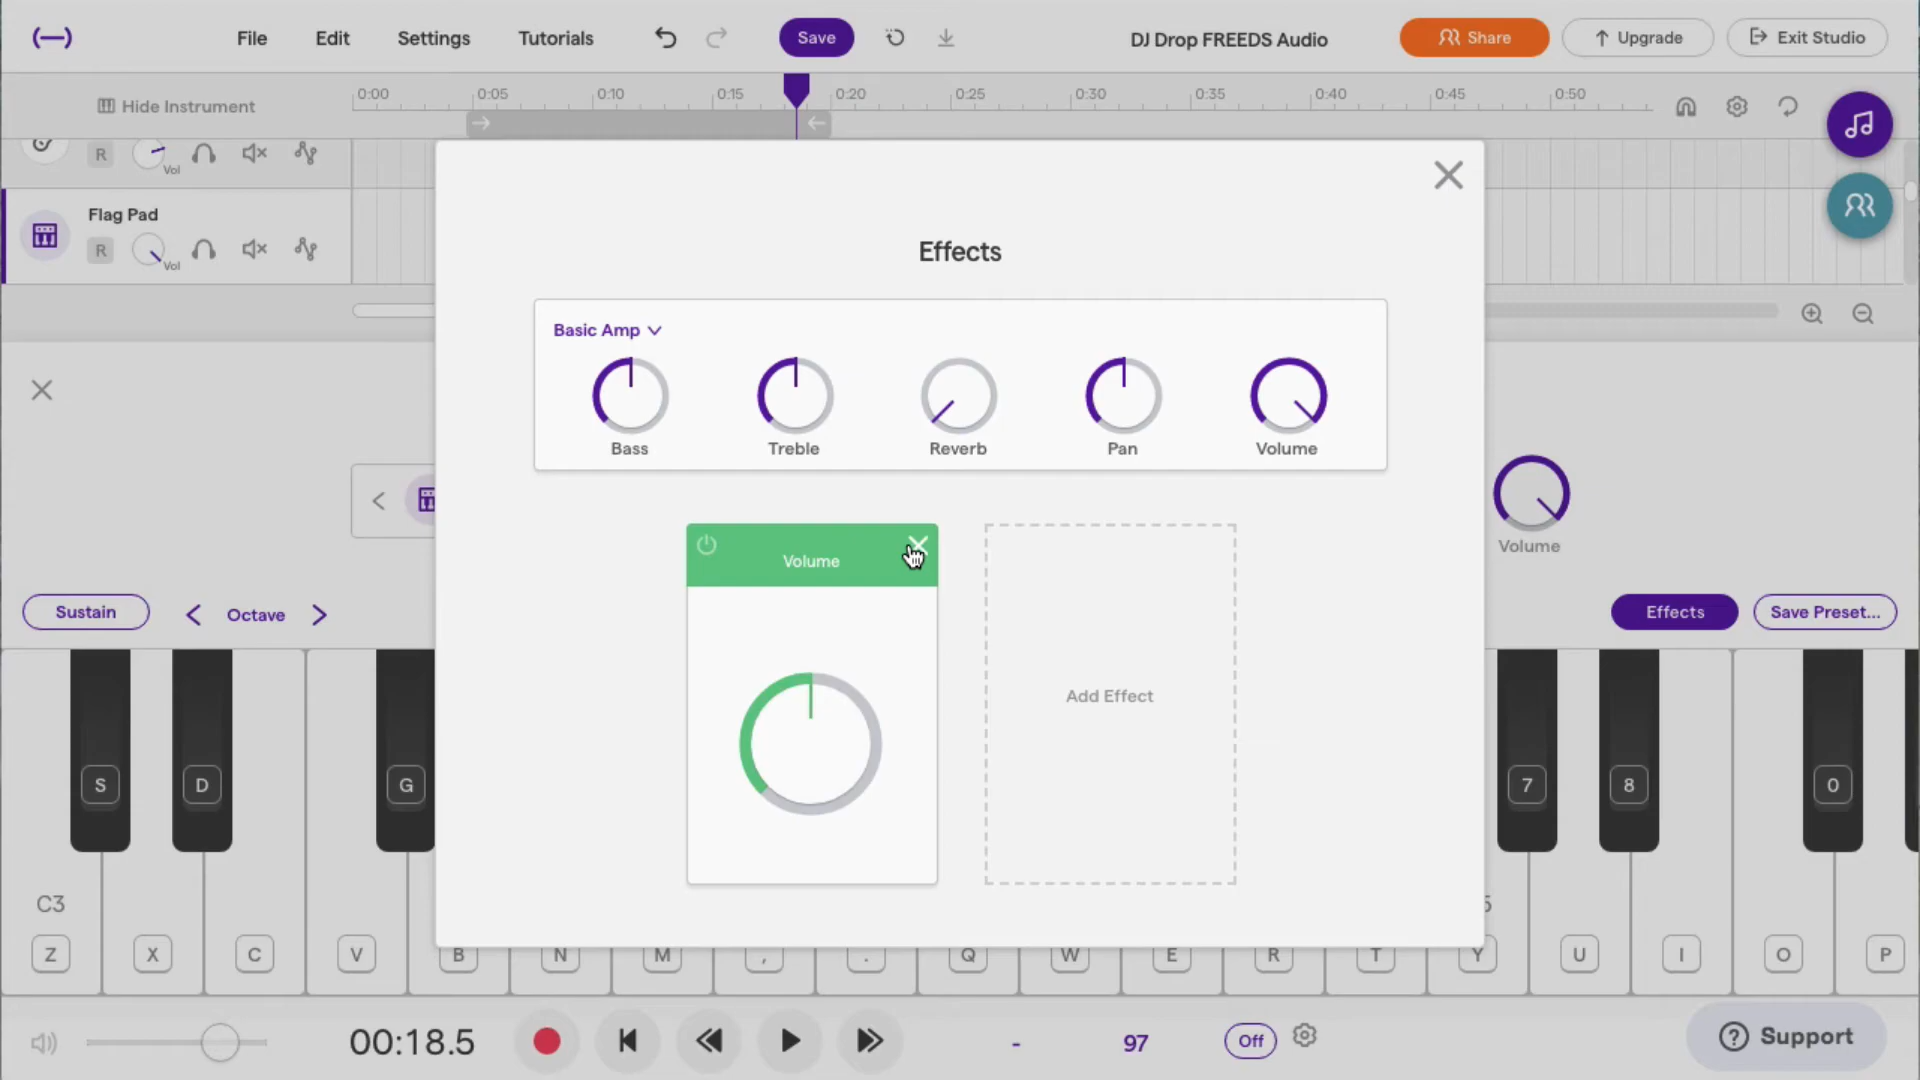 File Edit Settings Tutorials Save DJ Drop FREEDS Audio Share Upgrade Exit Studio
Hide Instrument 0:00 0:05 0:10 0:15 0:20 0:25 0:30 0:35 0:40 0:45 0:50
R Vol
Flag Pad
R Vol
Effects
Basic Amp
Bass Treble Reverb Pan Volume
Volume
Volume
Sustain Octave Effects Save Preset...
Add Effect
S D G 7 8 0
C3
Z X C V B N M , . Q W E R T Y U I O P
00:18.5 - 97 Off Support